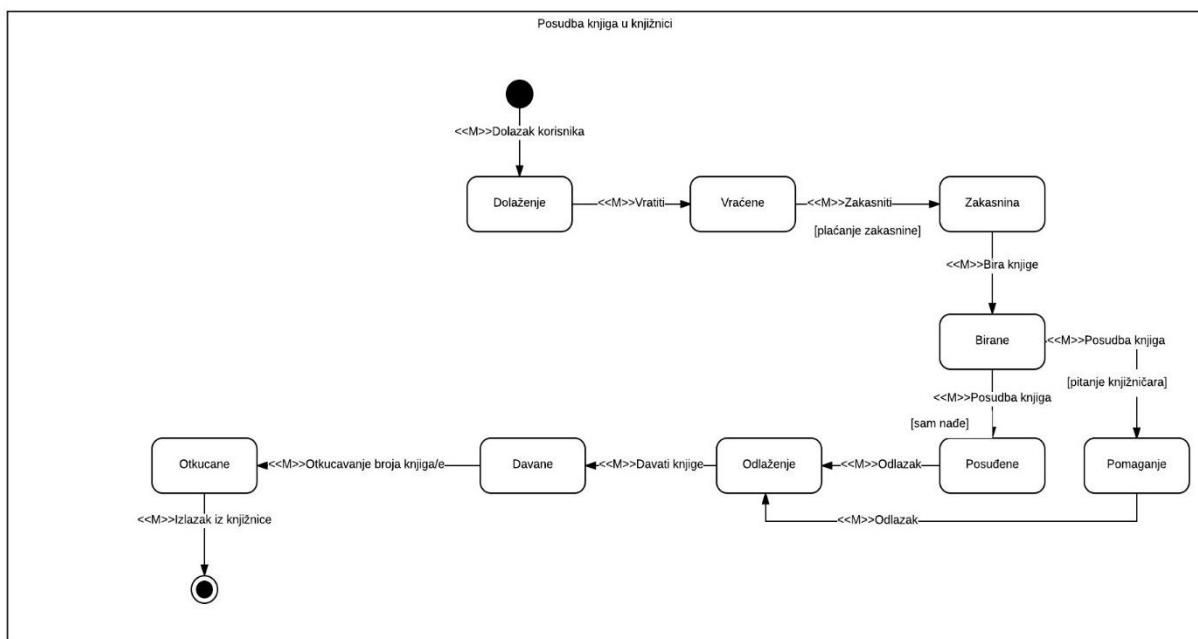 Posudba knjiga u knjižnici
<<M>>Dolazak korisnika
Dolaženje
<<M>>Vratiti
Vraćene
<<M>>Zakasniti
[plaćanje zakasnine]
Zakasnina
<<M>>Bira knjige
Birane
<<M>>Posudba knjiga
[pitanje knjižničara]
<<M>>Posudba knjiga
[sam nađe]
Otkucane
<<M>>Otkucavanje broja knjiga/e
Davane
<<M>>Davati knjige
Odlaženje
<<M>>Odlazak
Posuđene
Pomaganje
<<M>>Odlazak
<<M>>Izlazak iz knjižnice